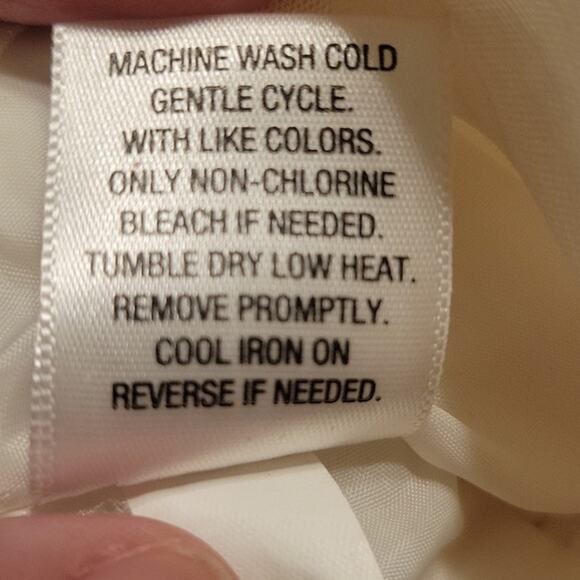 MACHINE WASH COLD
GENTLE CYCLE.
WITH LIKE COLORS.
ONLY NON-CHLORINE
BLEACH IF NEEDED.
TUMBLE DRY LOW HEAT.
REMOVE PROMPTLY.
COOL IRON ON
REVERSE IF NEEDED.